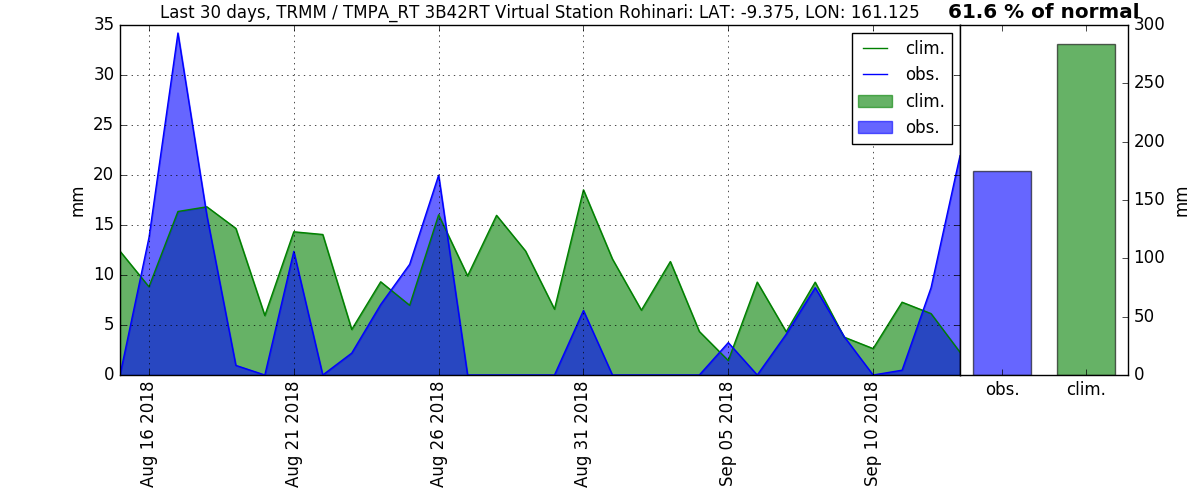 Last 30 days, TRMM / TMPA_RT 3B42RT Virtual Station Rohinari: LAT: -9.375, LON: 161.125
61.6 % of normal
35
30
25
20
15
10
5
0
mm
clim.
obs.
clim.
obs.
Aug 16 2018
Aug 21 2018
Aug 26 2018
Aug 31 2018
Sep 05 2018
Sep 10 2018
300
250
200
150
100
50
0
mm
obs.
clim.